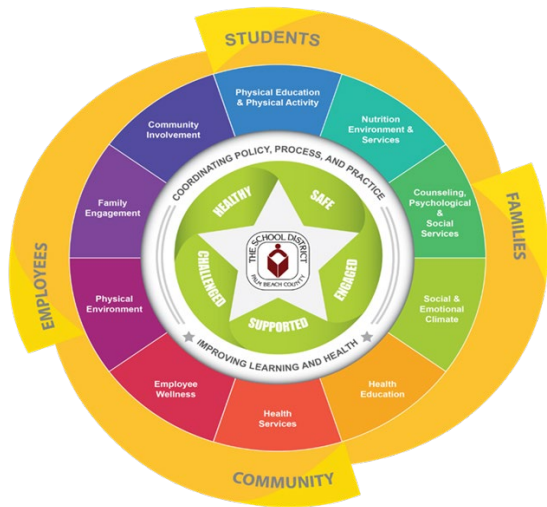 STUDENTS
FAMILIES
COMMUNITY
EMPLOYEES
Physical Education
& Physical Activity
Nutrition
Environment &
Services
Counseling,
Psychological
&
Social
Services
Social &
Emotional
Climate
Health
Education
Health
Services
Employee
Wellness
Physical
Environment
Family
Engagement
Community
Involvement
COORDINATING POLICY, PROCESS, AND PRACTICE
IMPROVING LEARNING AND HEALTH
HEALTHY
SAFE
ENGAGED
SUPPORTED
CHALLENGED
THE SCHOOL DISTRICT
PALM BEACH COUNTY